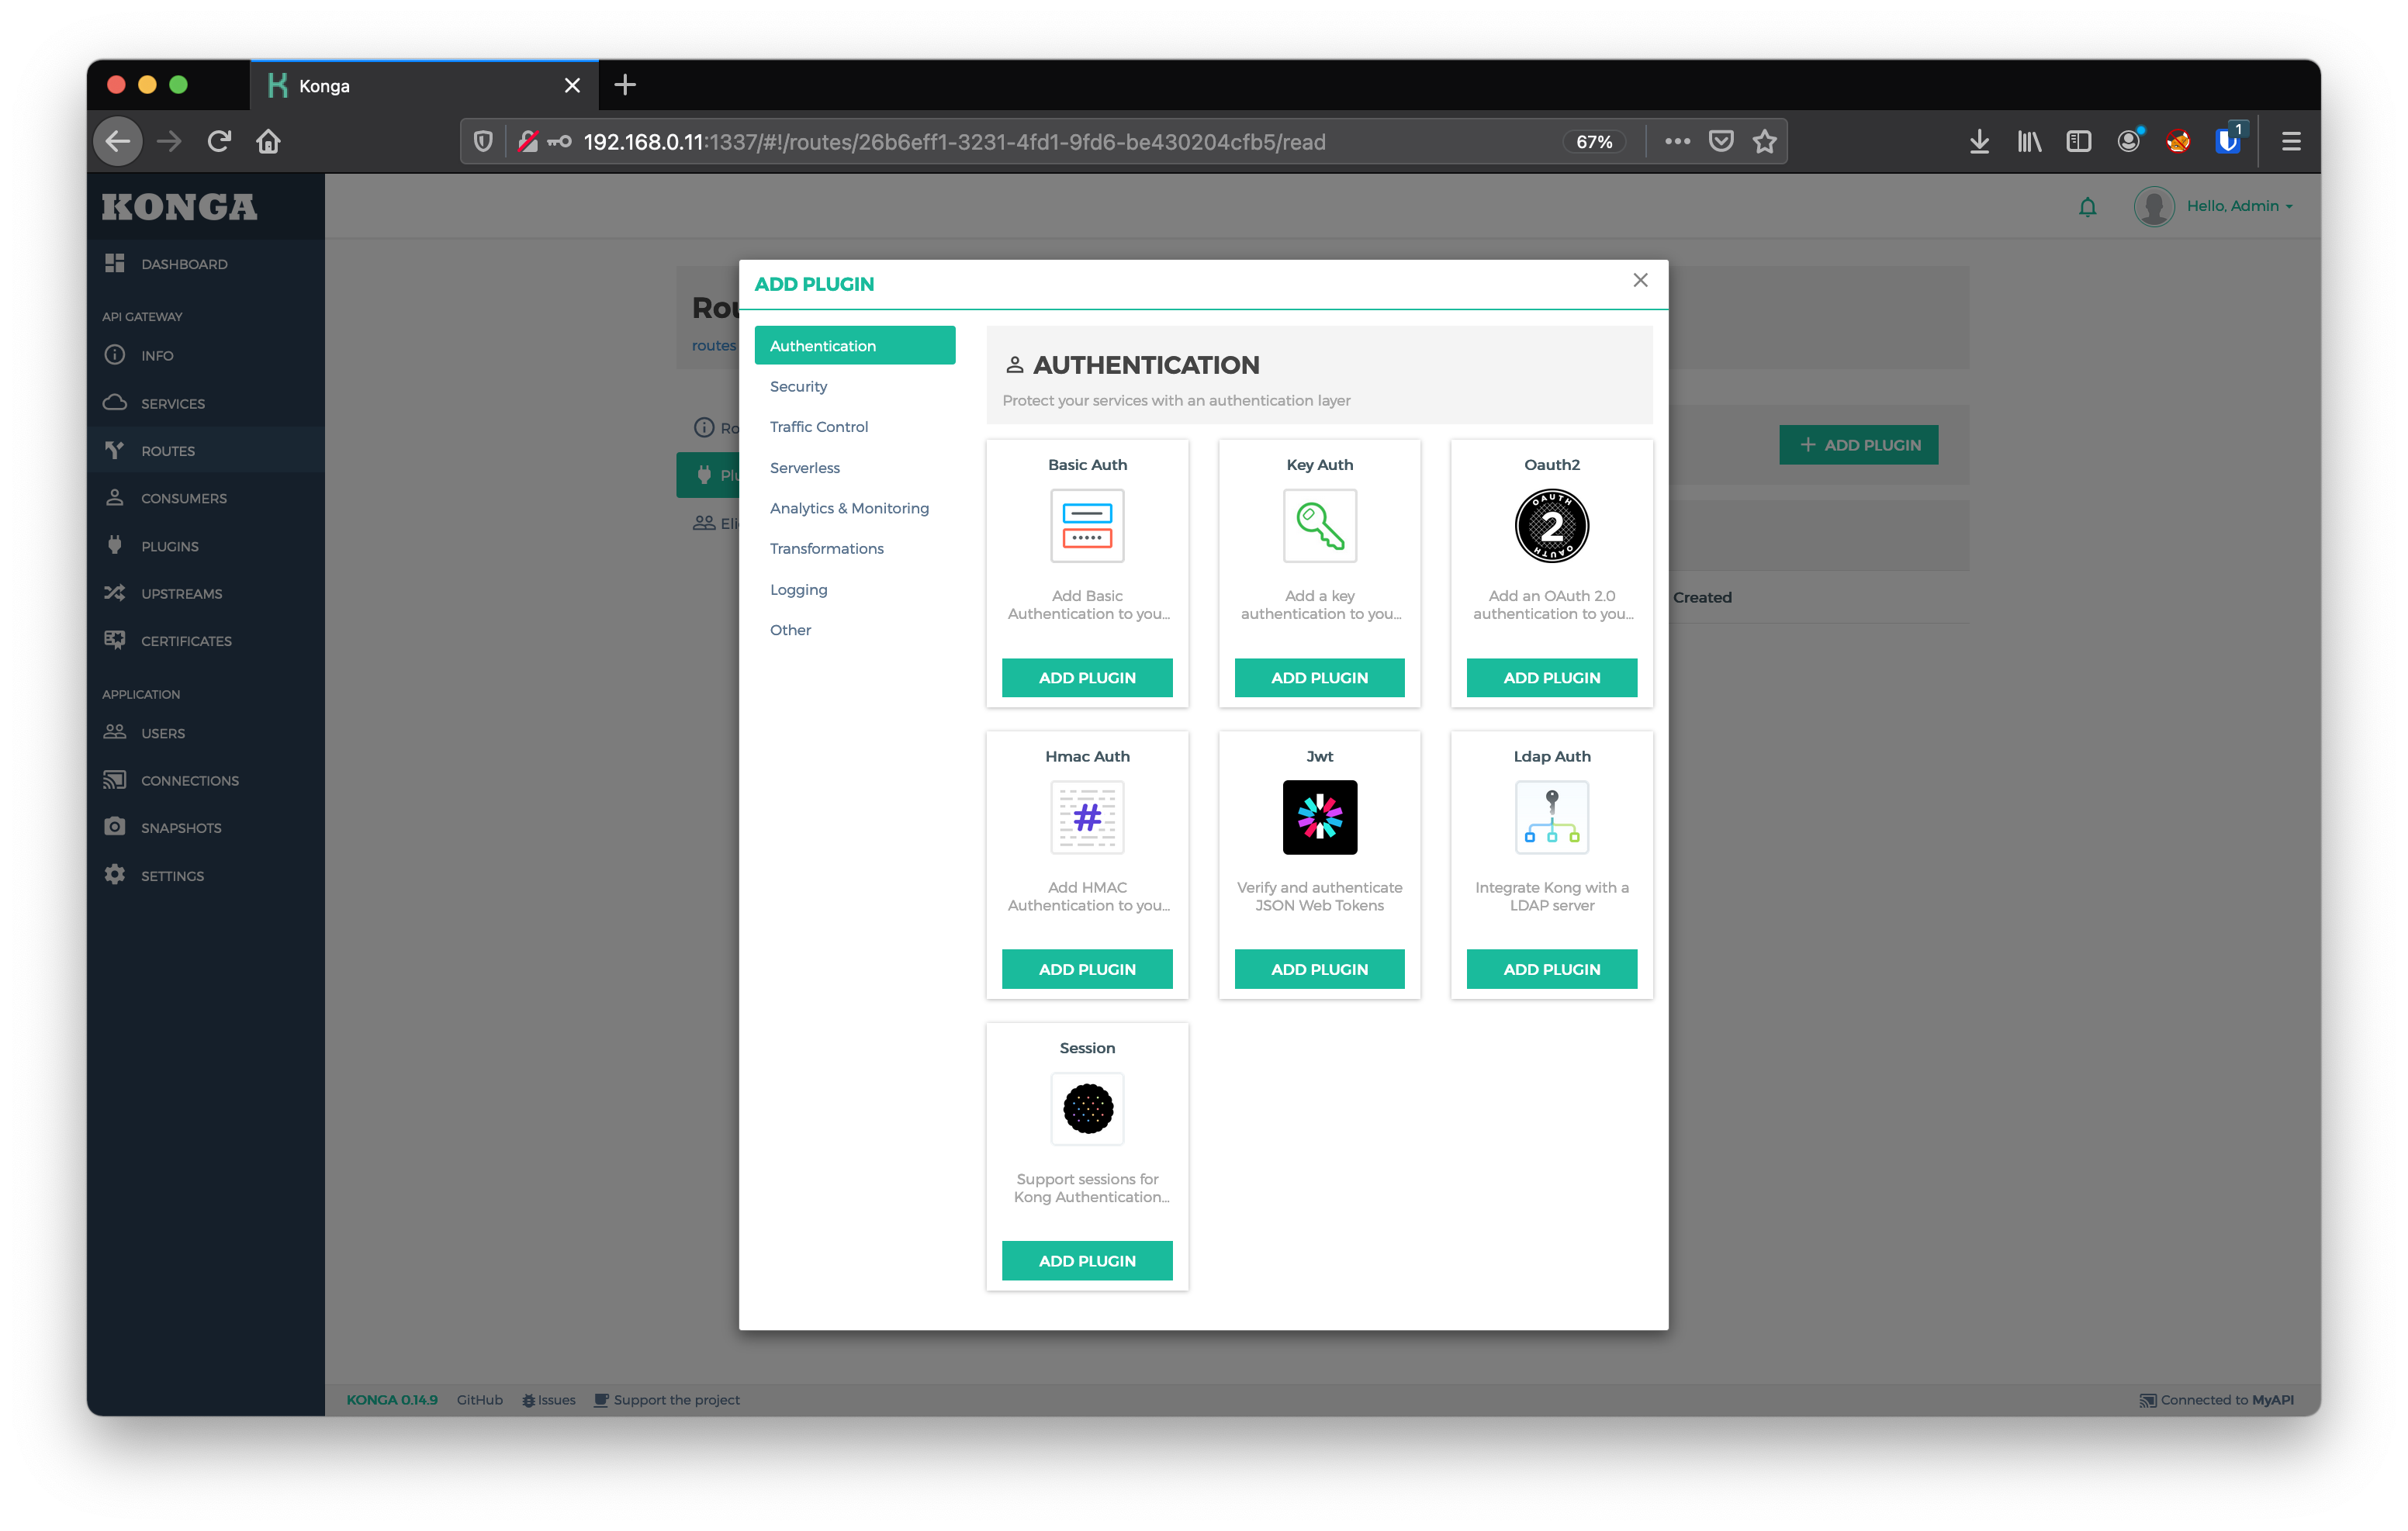 Konga
192.168.0.11:1337/#!/routes/26b6eff1-3231-4fd1-9fd6-be430204cfb5/read
67%
1
KONGA
Hello, Admin
DASHBOARD
API GATEWAY
INFO
SERVICES
ROUTES
CONSUMERS
PLUGINS
UPSTREAMS
CERTIFICATES
APPLICATION
USERS
CONNECTIONS
SNAPSHOTS
SETTINGS
Rou
routes
Ro
Plu
Eli
ADD PLUGIN
Created
ADD PLUGIN
Authentication
Security
Traffic Control
Serverless
Analytics & Monitoring
Transformations
Logging
Other
AUTHENTICATION
Protect your services with an authentication layer
Basic Auth
Add Basic
Authentication to you...
ADD PLUGIN
Key Auth
Add a key
authentication to you...
ADD PLUGIN
Oauth2
OAUTH
2
OAUTH
Add an OAuth 2.0
authentication to you...
ADD PLUGIN
Hmac Auth
#
Add HMAC
Authentication to you...
ADD PLUGIN
Jwt
Verify and authenticate
JSON Web Tokens
ADD PLUGIN
Ldap Auth
Integrate Kong with a
LDAP server
ADD PLUGIN
Session
Support sessions for
Kong Authentication...
ADD PLUGIN
KONGA 0.14.9 GitHub Issues Support the project
Connected to MyAPI